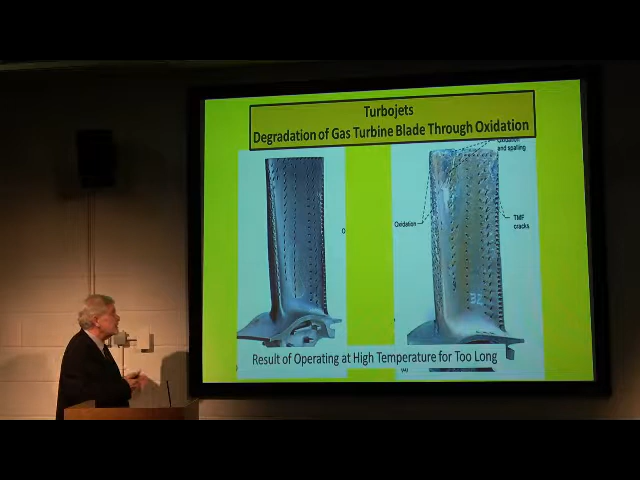 Turbojets
Degradation of Gas Turbine Blade Through Oxidation
Oxidation
and spalling
Oxidation
TMF
cracks
Result of Operating at High Temperature for Too Long